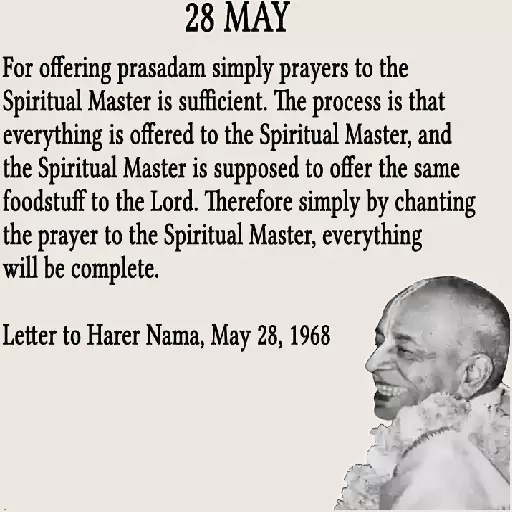 28 MAY
For offering prasadam simply prayers to the
Spiritual Master is sufficient. The process is that
everything is offered to the Spiritual Master, and
the Spiritual Master is supposed to offer the same
foodstuff to the Lord. Therefore simply by chanting
the prayer to the Spiritual Master, everything
will be complete.
Letter to Harer Nama, May 28, 1968